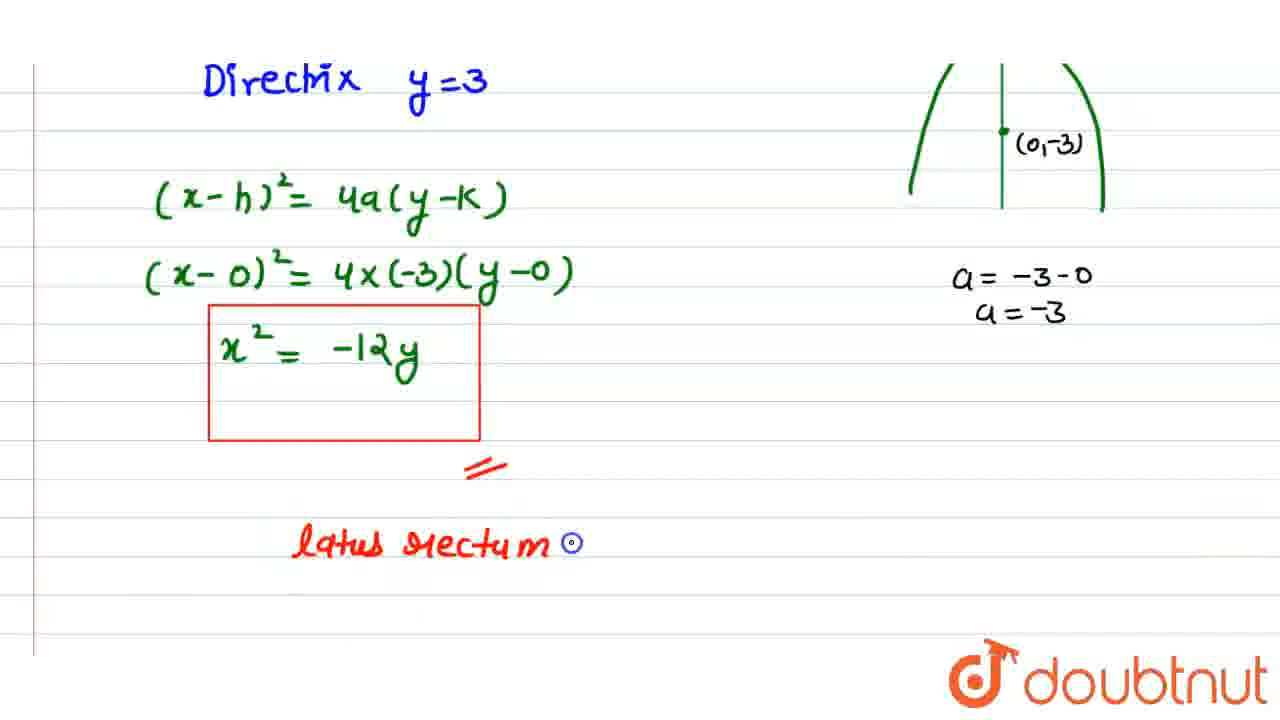 Directrix y = 3
(0,-3)
(x-h)² = 4a(y-k)
(x-0)² = 4×(-3)(y-0)
a = -3-0
a = -3
x² = -12y
latus rectum
doubtnut